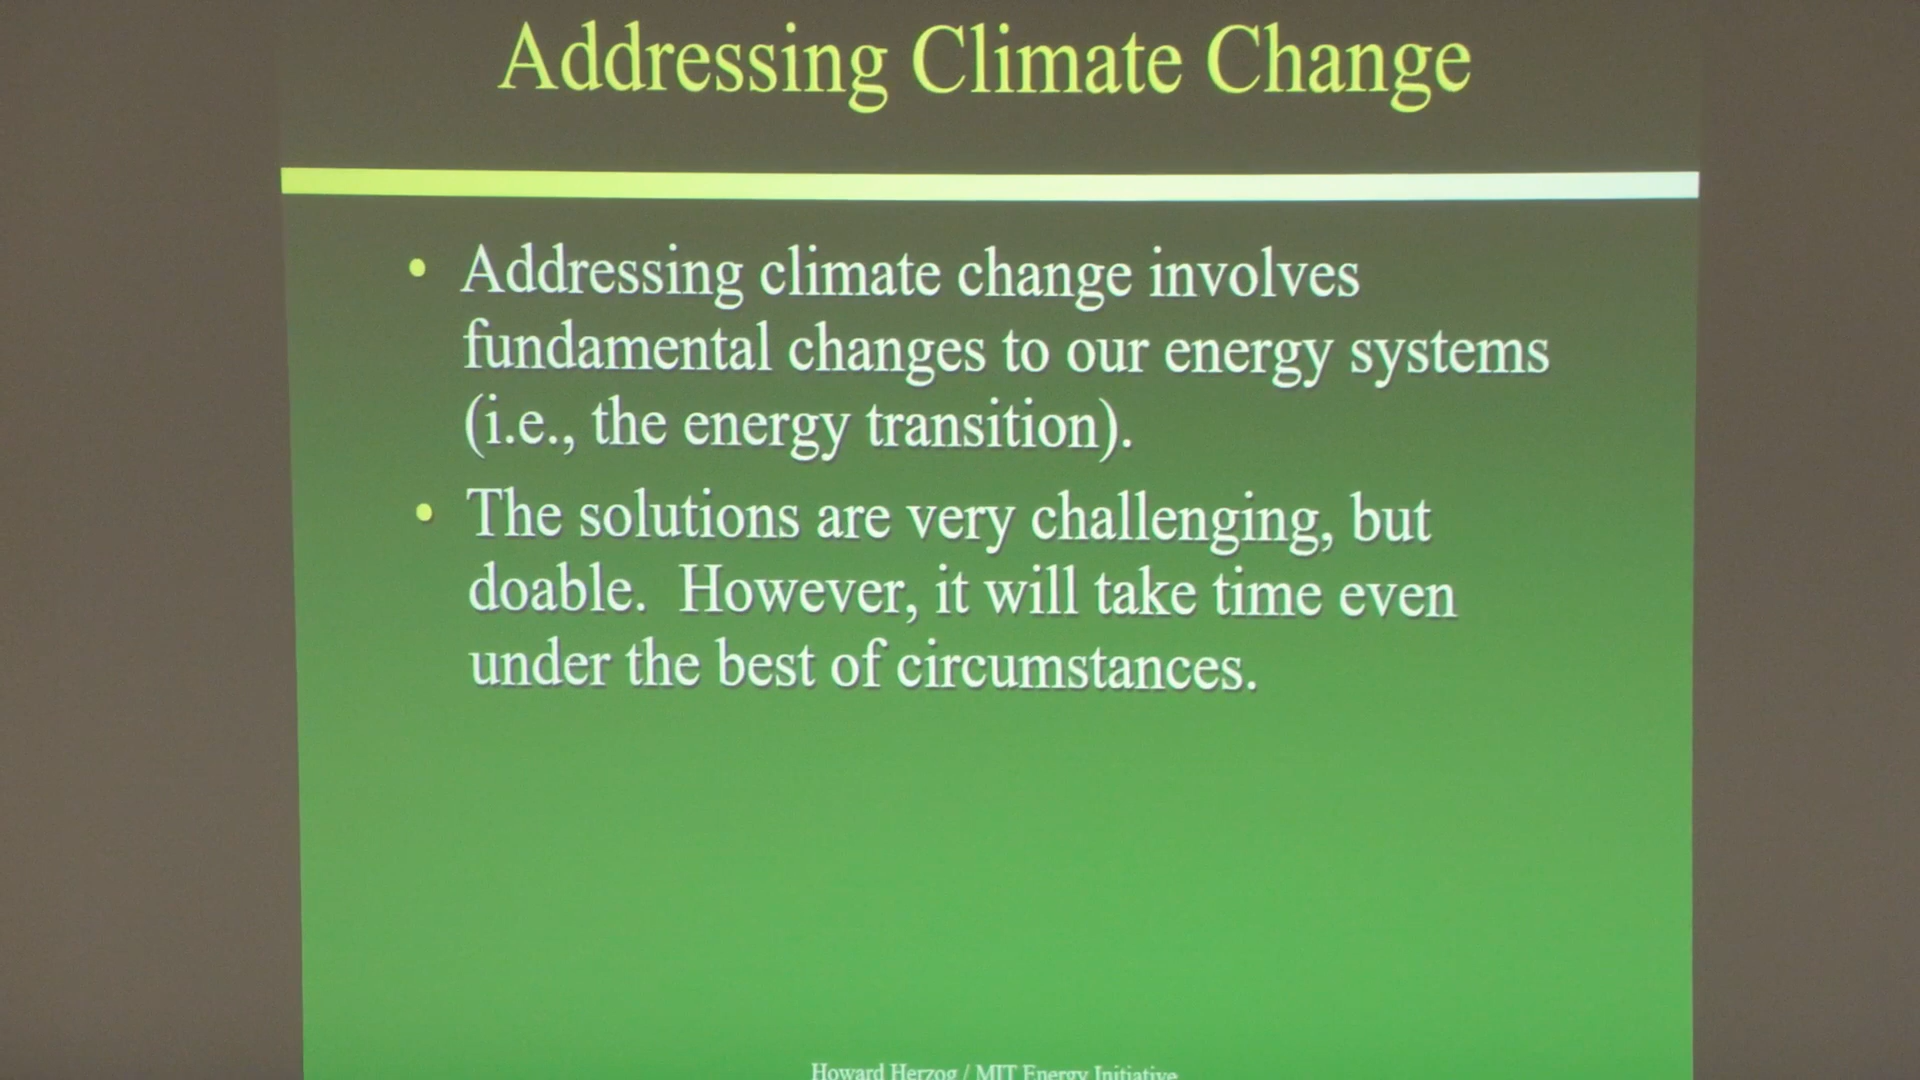 Addressing Climate Change
• Addressing climate change involves
fundamental changes to our energy systems
(i.e., the energy transition).
• The solutions are very challenging, but
doable.  However, it will take time even
under the best of circumstances.
Howard Herzog / MIT Energy Initiative